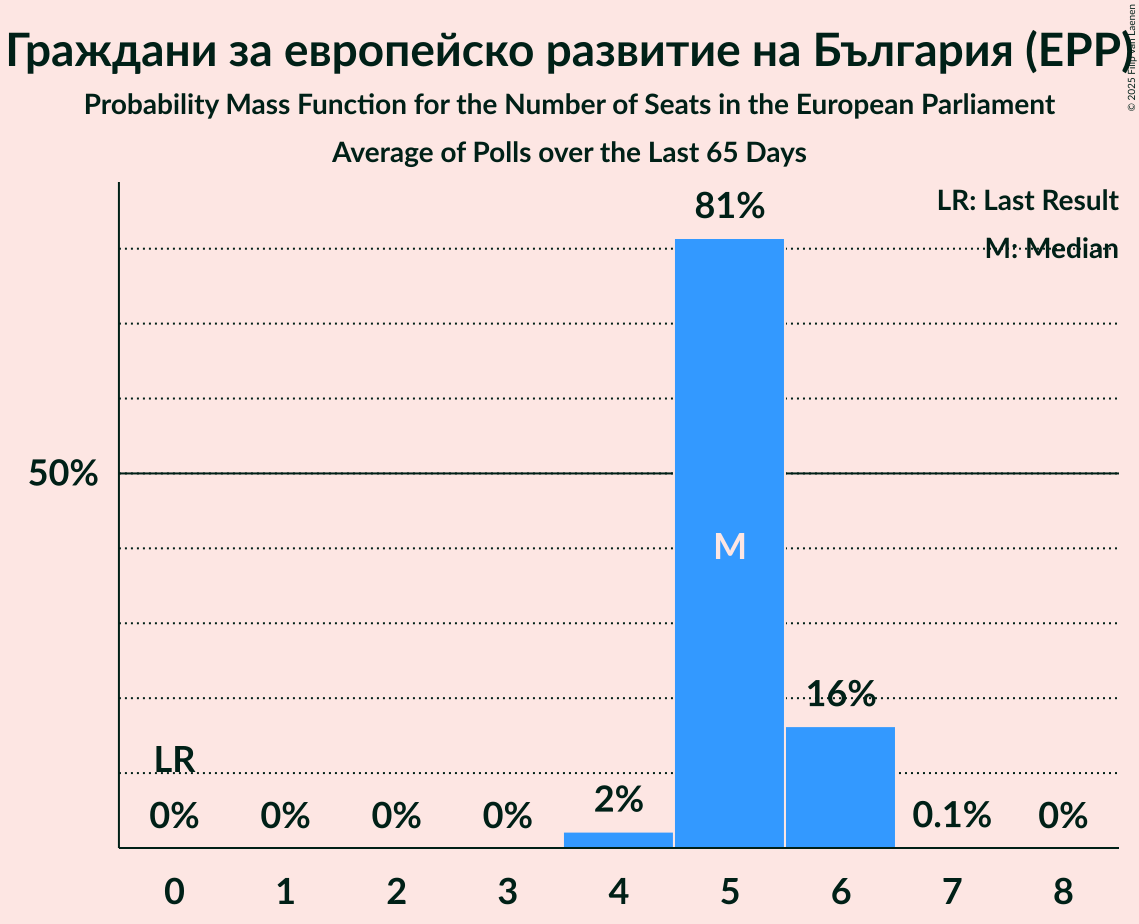 Граждани за европейско развитие на България (EPP)
© 2025 Filip van Laenen
Probability Mass Function for the Number of Seats in the European Parliament
Average of Polls over the Last 65 Days
LR: Last Result
M: Median
81%
50%
M
16%
LR
0%
0%
0%
0%
2%
0.1%
0%
0
1
2
3
4
5
6
7
8